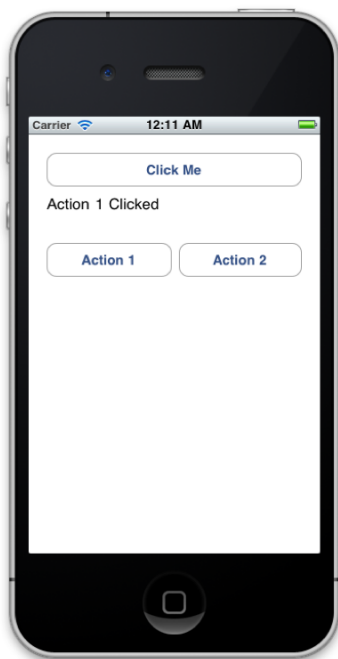 Carrier 12:11 AM
Click Me
Action 1 Clicked
Action 1 Action 2